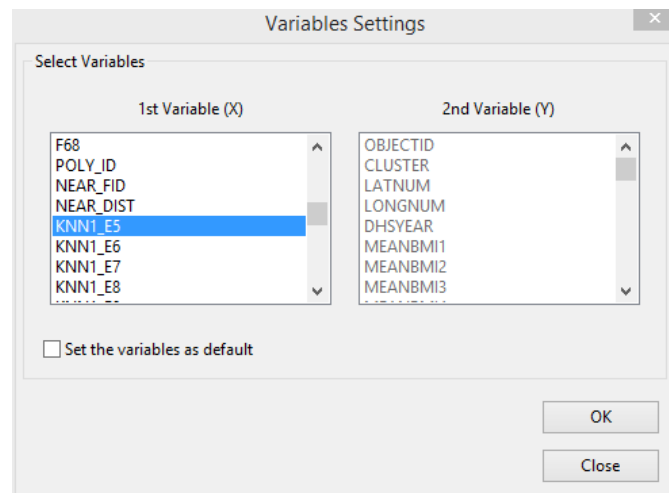 Variables Settings
Select Variables
1st Variable (X)
2nd Variable (Y)
F68
POLY_ID
NEAR_FID
NEAR_DIST
KNN1_E5
KNN1_E6
KNN1_E7
KNN1_E8
OBJECTID
CLUSTER
LATNUM
LONGNUM
DHSYEAR
MEANBMI1
MEANBMI2
MEANBMI3
Set the variables as default
OK
Close